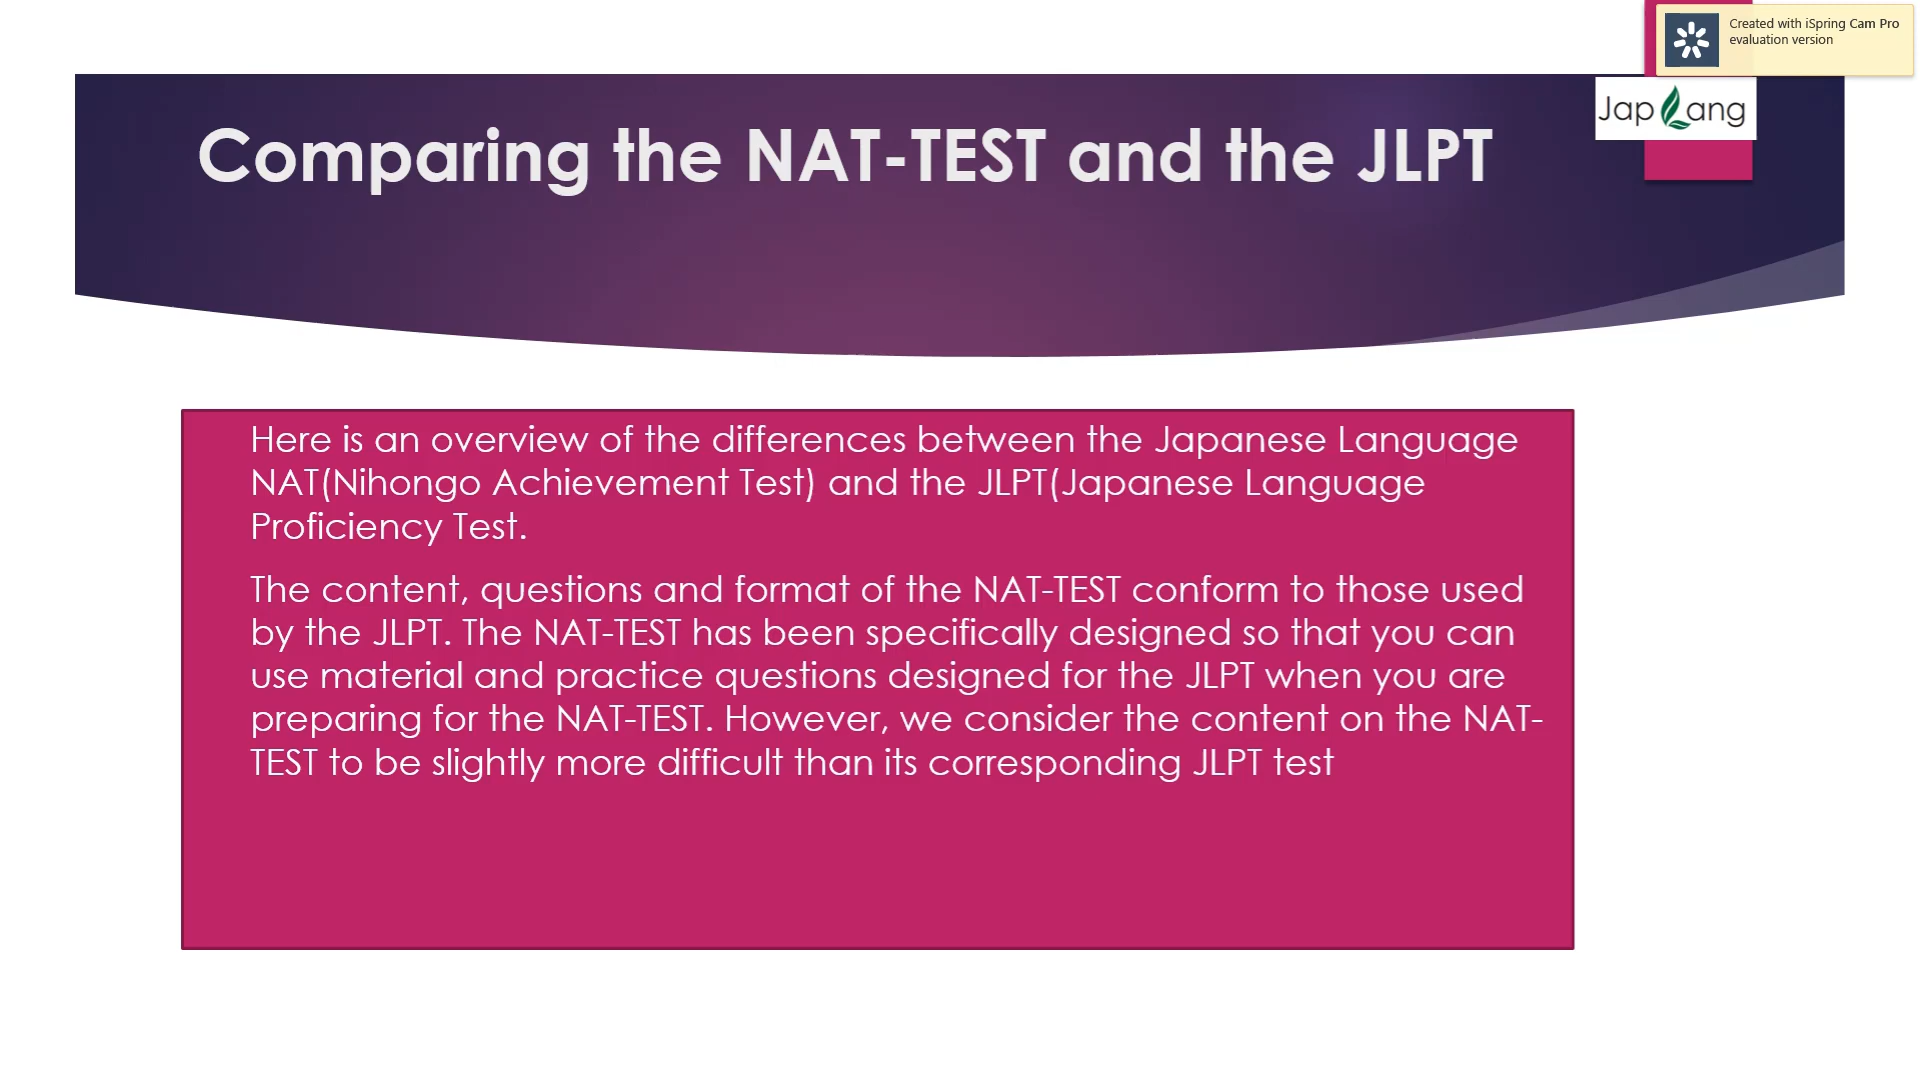 Created with iSpring Cam Pro
evaluation version
Jap Lang
Comparing the NAT-TEST and the JLPT
Here is an overview of the differences between the Japanese Language
NAT(Nihongo Achievement Test) and the JLPT(Japanese Language
Proficiency Test.
The content, questions and format of the NAT-TEST conform to those used
by the JLPT. The NAT-TEST has been specifically designed so that you can
use material and practice questions designed for the JLPT when you are
preparing for the NAT-TEST. However, we consider the content on the NAT-
TEST to be slightly more difficult than its corresponding JLPT test